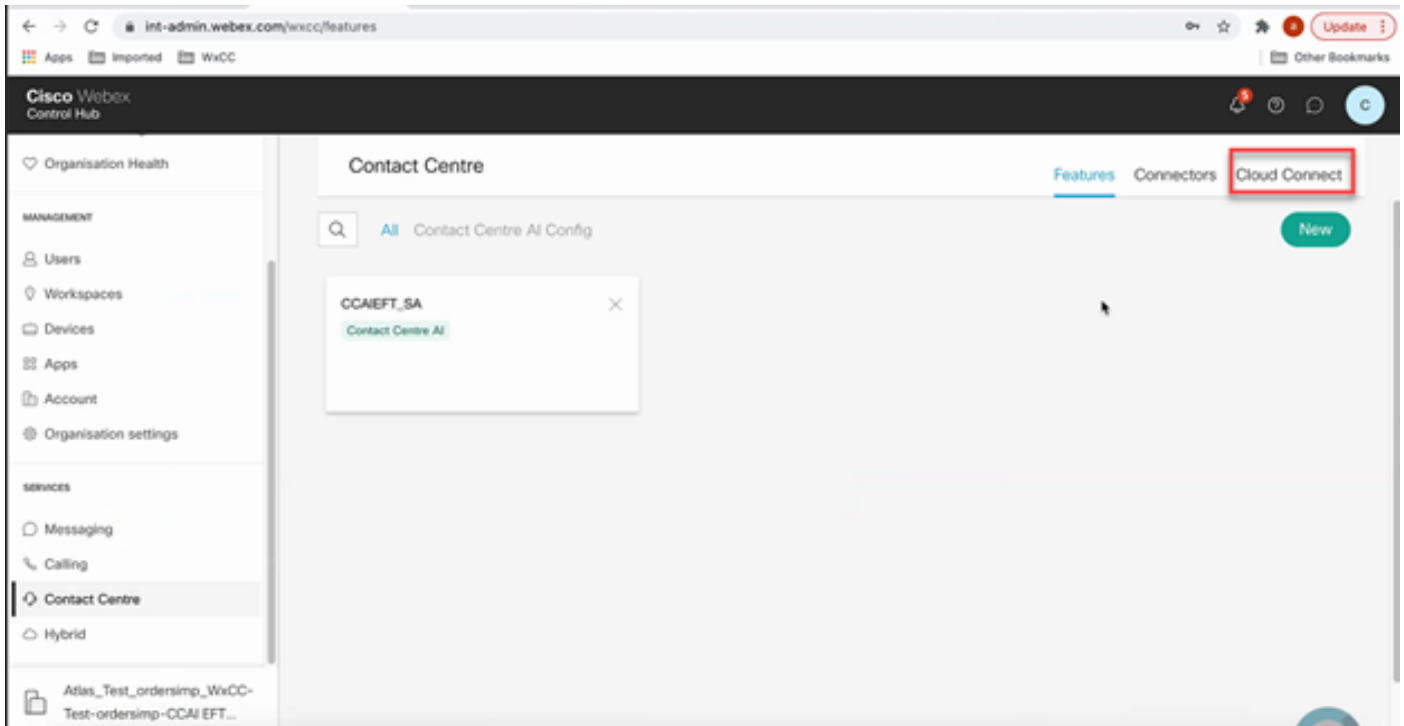 int-admin.webex.com/wxcc/features
a
Update
Apps Imported WxCC
Other Bookmarks
Cisco Webex
Control Hub
5
C
Organisation Health
MANAGEMENT
Users
Workspaces
Devices
Apps
Account
Organisation settings
SERVICES
Messaging
Calling
Contact Centre
Hybrid
Atlas_Test_ordersimp_WxCC-
Test-ordersimp-CCAI EFT...
Contact Centre
Features Connectors Cloud Connect
All Contact Centre AI Config
New
CCAIEFT_SA
Contact Centre AI